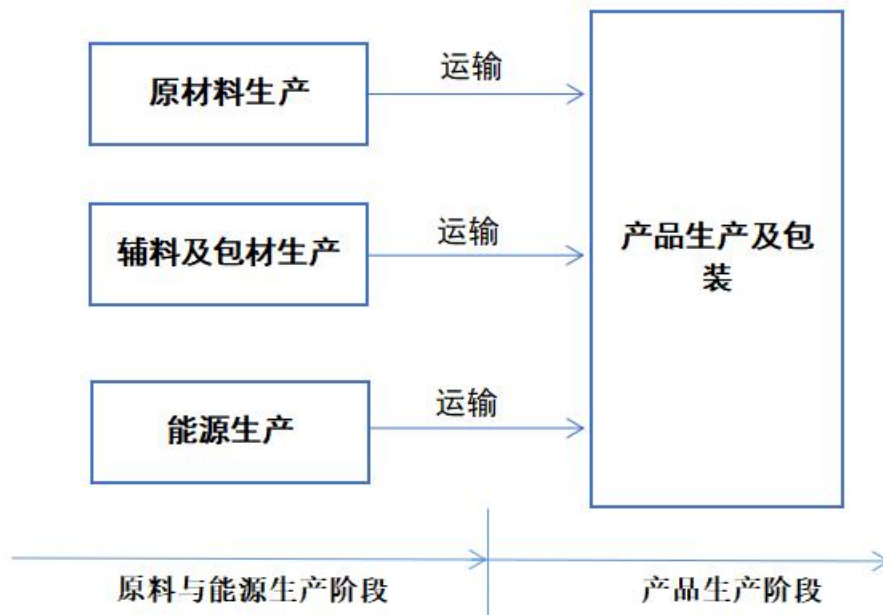 原材料生产
运输
辅料及包材生产
运输
能源生产
运输
产品生产及包
装
原料与能源生产阶段
产品生产阶段